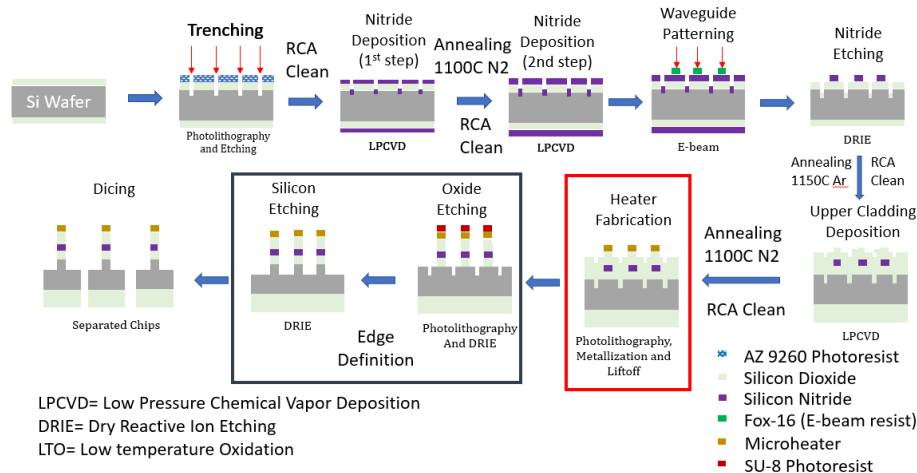 Si Wafer
Trenching
Photolithography
and Etching
RCA
Clean
Nitride
Deposition
(1st step)
LPCVD
Annealing
1100C N2
RCA
Clean
Nitride
Deposition
(2nd step)
LPCVD
Waveguide
Patterning
E-beam
Nitride
Etching
DRIE
Annealing
1150C Ar
RCA
Clean
Upper Cladding
Deposition
LPCVD
Annealing
1100C N2
RCA Clean
Heater
Fabrication
Photolithography,
Metallization and
Liftoff
Oxide
Etching
Photolithography
And DRIE
Silicon
Etching
DRIE
Edge
Definition
Dicing
Separated Chips
AZ 9260 Photoresist
Silicon Dioxide
Silicon Nitride
Fox-16 (E-beam resist)
Microheater
SU-8 Photoresist
LPCVD= Low Pressure Chemical Vapor Deposition
DRIE= Dry Reactive Ion Etching
LTO= Low temperature Oxidation